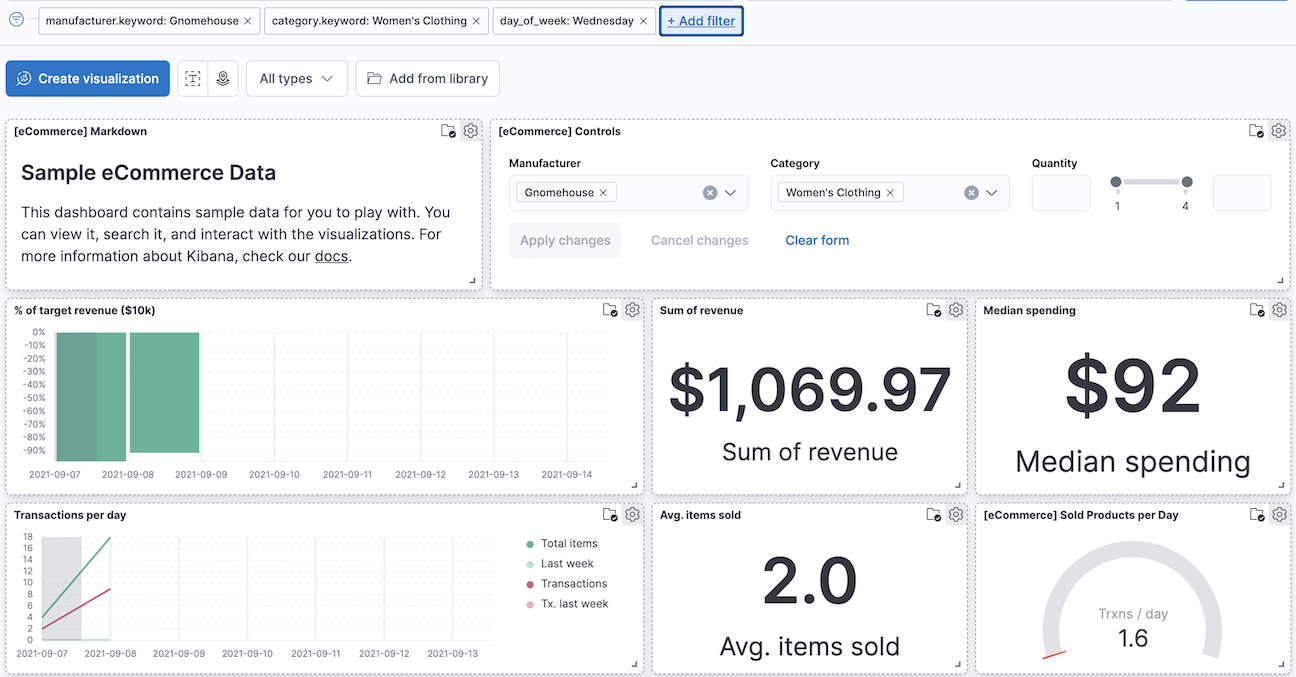 manufacturer.keyword: Gnomehouse × category.keyword: Women's Clothing × day_of_week: Wednesday × + Add filter
Create visualization All types Add from library
[eCommerce] Markdown
Sample eCommerce Data
This dashboard contains sample data for you to play with. You
can view it, search it, and interact with the visualizations. For
more information about Kibana, check our docs.
[eCommerce] Controls
Manufacturer Category Quantity
Gnomehouse × Women's Clothing ×
1 4
Apply changes Cancel changes Clear form
% of target revenue ($10k)
0%
-10%
-20%
-30%
-40%
-50%
-60%
-70%
-80%
-90%
2021-09-07 2021-09-08 2021-09-09 2021-09-10 2021-09-11 2021-09-12 2021-09-13 2021-09-14
Sum of revenue
$1,069.97
Sum of revenue
Median spending
$92
Median spending
Transactions per day
18
16
14
12
10
8
6
4
2
0
2021-09-07 2021-09-08 2021-09-09 2021-09-10 2021-09-11 2021-09-12 2021-09-13
Total items
Last week
Transactions
Tx. last week
Avg. items sold
2.0
Avg. items sold
[eCommerce] Sold Products per Day
Trxns / day
1.6